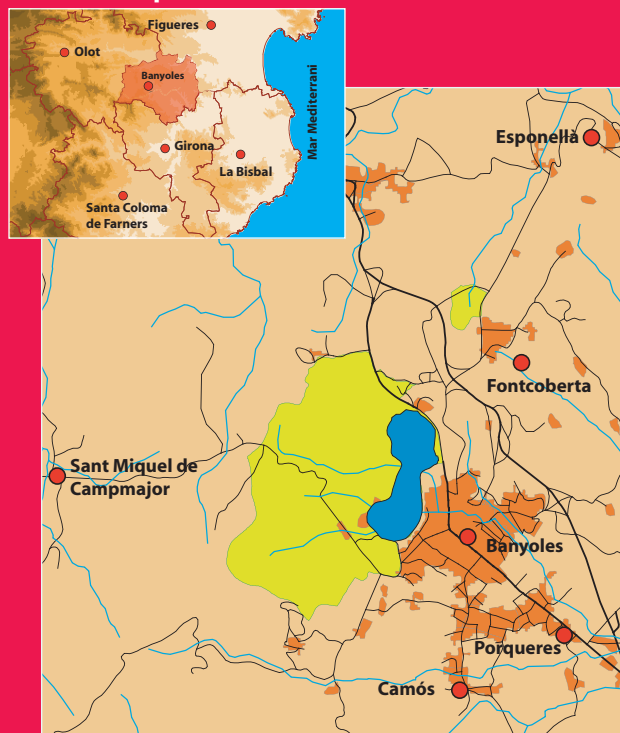 Figueres
Olot
Banyoles
Girona
La Bisbal
Mar Mediterrani
Santa Coloma
de Farners
Esponellà
Fontcoberta
Sant Miquel de
Campmajor
Banyoles
Porqueres
Camós